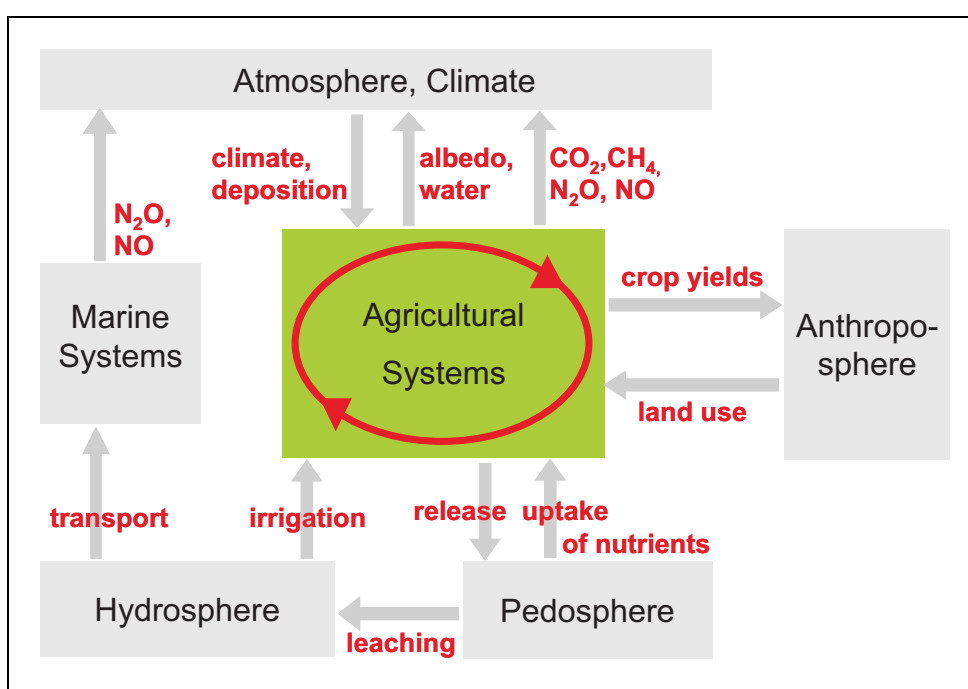 Atmosphere, Climate
climate,
deposition
albedo,
water
CO₂,CH₄,
N₂O, NO
N₂O,
NO
Marine
Systems
Agricultural
Systems
crop yields
Anthropo-
sphere
land use
transport
irrigation
release
uptake
of nutrients
Hydrosphere
leaching
Pedosphere